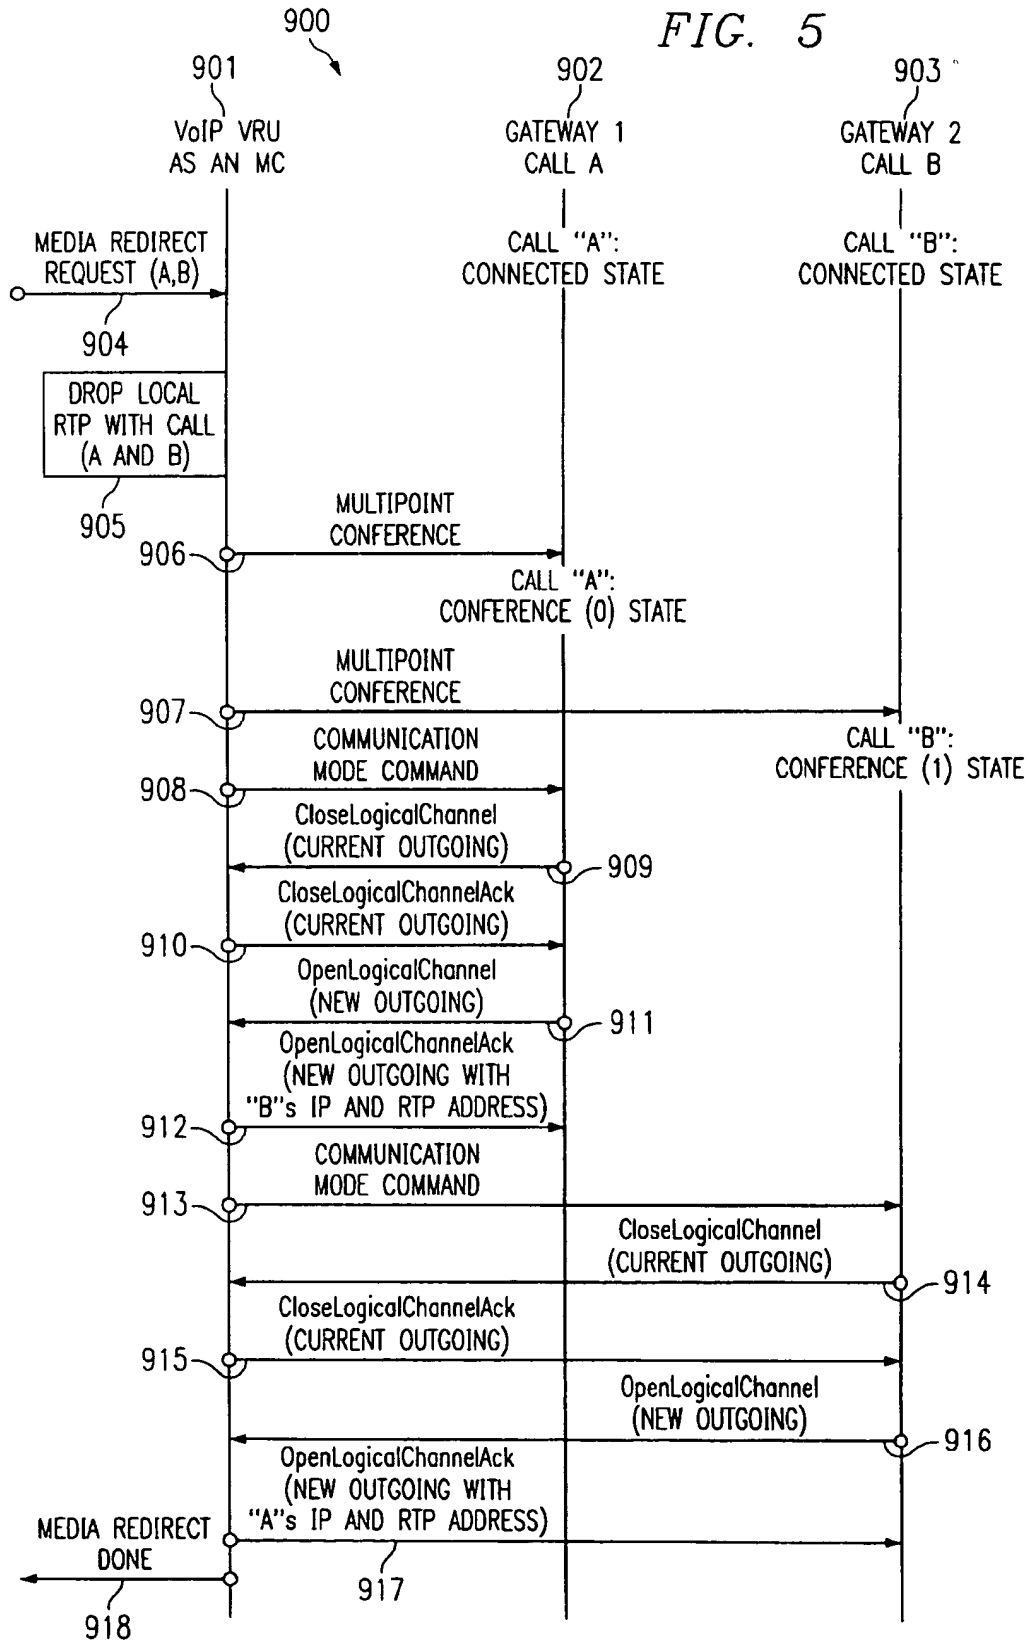 FIG. 5
900
901
902
903
VoIP VRU
AS AN MC
GATEWAY 1
CALL A
GATEWAY 2
CALL B
MEDIA REDIRECT
REQUEST (A,B)
904
CALL "A":
CONNECTED STATE
CALL "B":
CONNECTED STATE
DROP LOCAL
RTP WITH CALL
(A AND B)
905
MULTIPOINT
CONFERENCE
906
CALL "A":
CONFERENCE (0) STATE
MULTIPOINT
CONFERENCE
907
CALL "B":
CONFERENCE (1) STATE
COMMUNICATION
MODE COMMAND
908
CloseLogicalChannel
(CURRENT OUTGOING)
909
CloseLogicalChannelAck
(CURRENT OUTGOING)
910
OpenLogicalChannel
(NEW OUTGOING)
911
OpenLogicalChannelAck
(NEW OUTGOING WITH
"B"s IP AND RTP ADDRESS)
912
COMMUNICATION
MODE COMMAND
913
CloseLogicalChannel
(CURRENT OUTGOING)
914
CloseLogicalChannelAck
(CURRENT OUTGOING)
915
OpenLogicalChannel
(NEW OUTGOING)
916
OpenLogicalChannelAck
(NEW OUTGOING WITH
"A"s IP AND RTP ADDRESS)
917
MEDIA REDIRECT
DONE
918